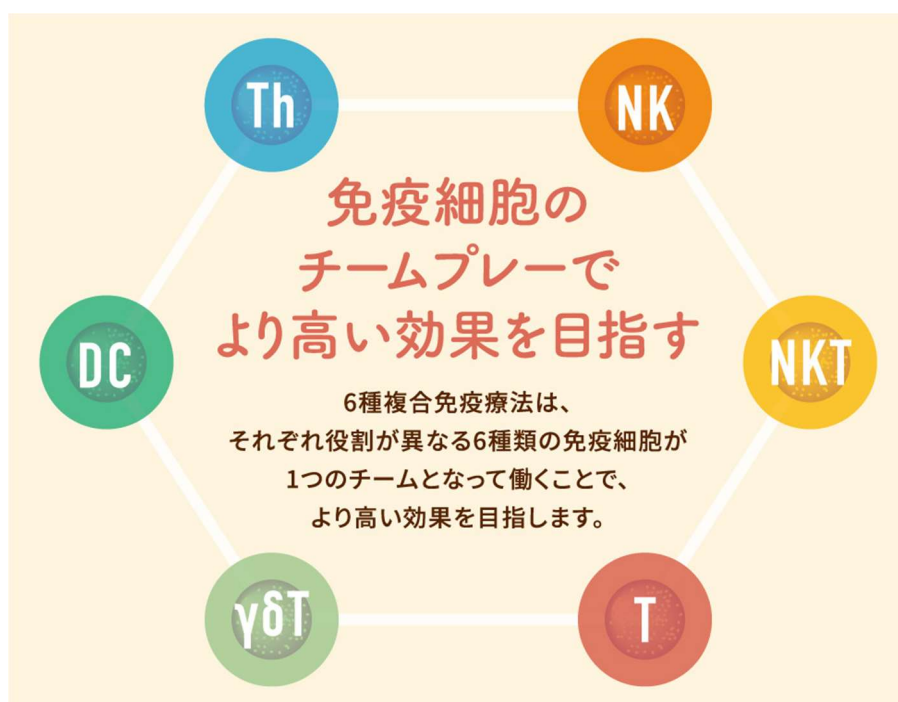 Th
NK
免疫細胞の
チームプレーで
より高い効果を目指す
DC
NKT
6種複合免疫療法は、
それぞれ役割が異なる6種類の免疫細胞が
1つのチームとなって働くことで、
より高い効果を目指します。
γδT
T